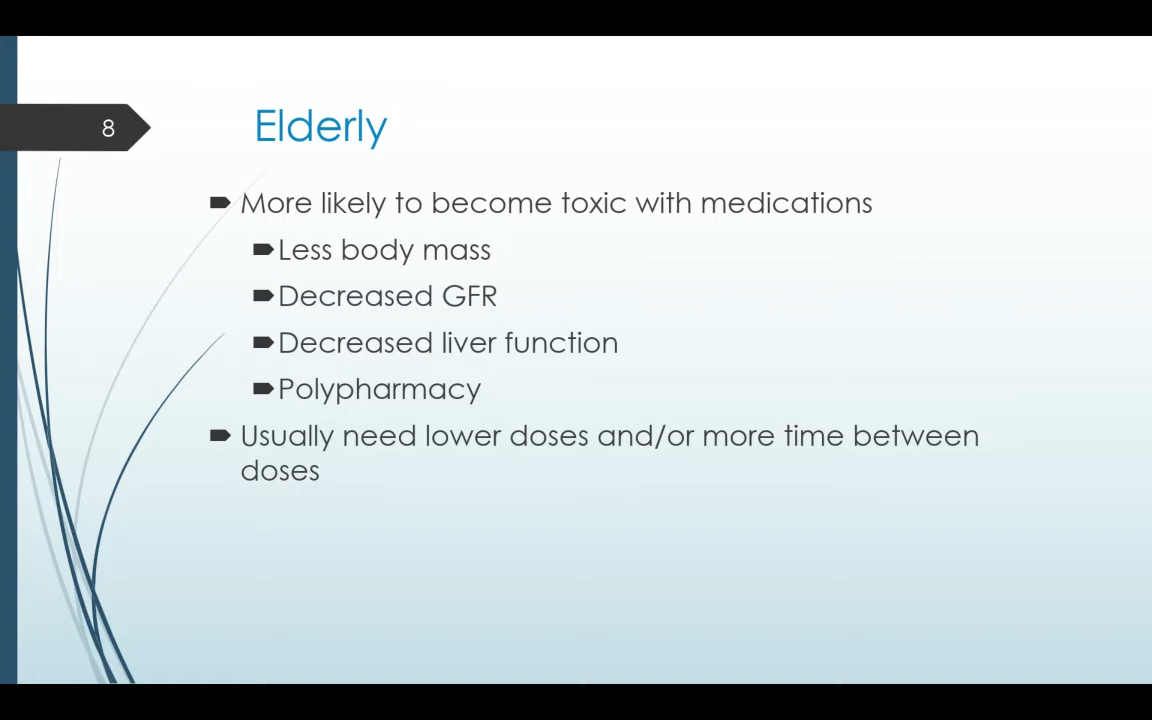 8
Elderly
More likely to become toxic with medications
Less body mass
Decreased GFR
Decreased liver function
Polypharmacy
Usually need lower doses and/or more time between
doses